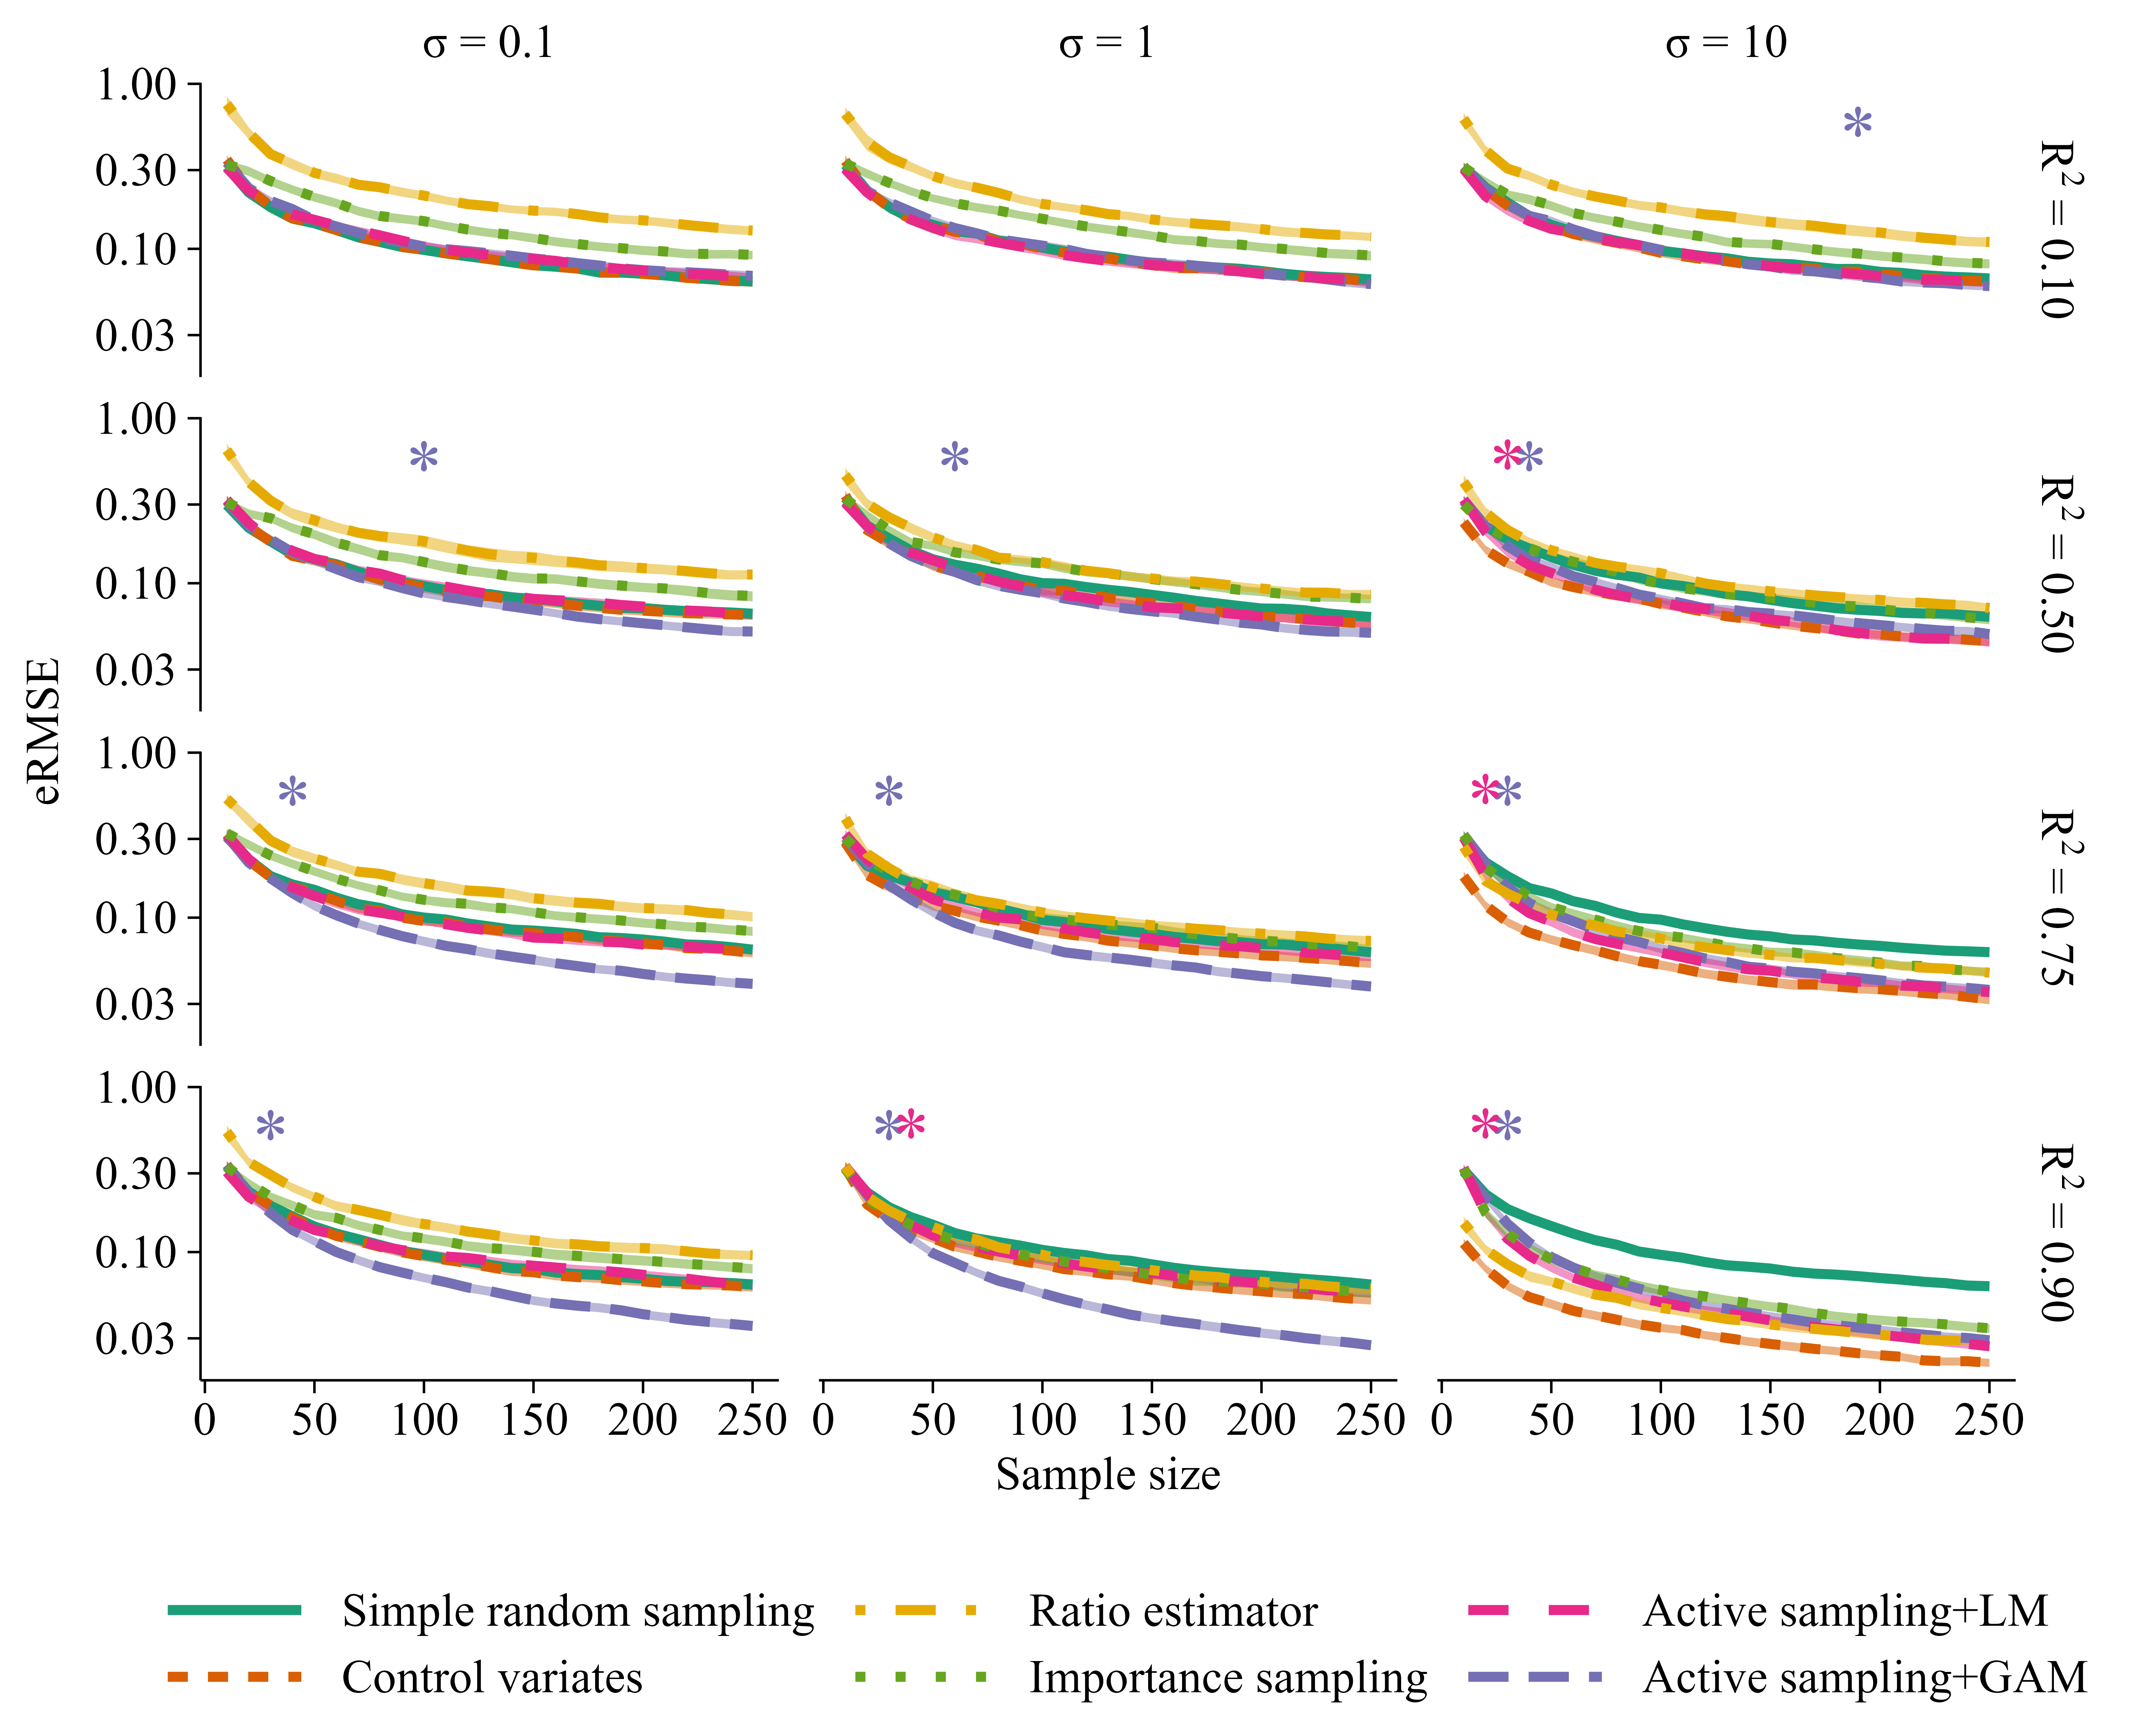 σ = 0.1
σ = 1
σ = 10
1.00
0.30
0.10
0.03
*
R² = 0.10
1.00
0.30
0.10
0.03
*
*
**
R² = 0.50
1.00
0.30
0.10
0.03
*
*
**
R² = 0.75
1.00
0.30
0.10
0.03
*
**
**
R² = 0.90
eRMSE
0 50 100 150 200 250
0 50 100 150 200 250
0 50 100 150 200 250
Sample size
Simple random sampling
Control variates
Ratio estimator
Importance sampling
Active sampling+LM
Active sampling+GAM